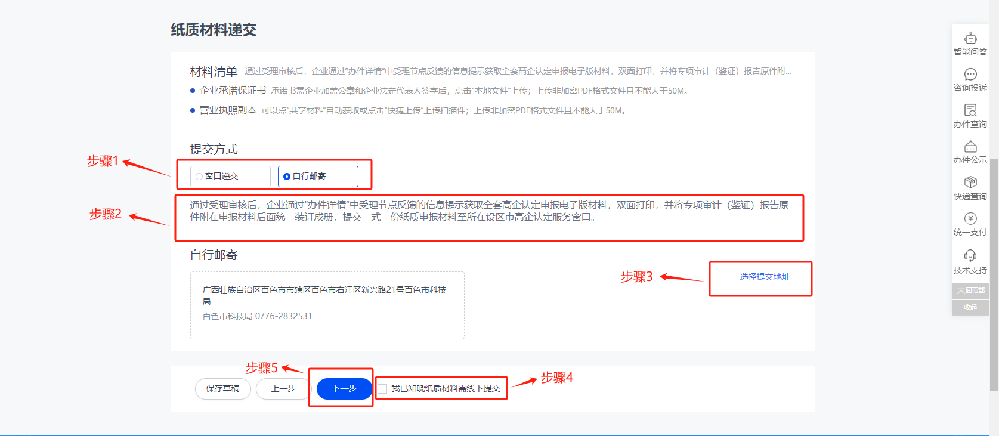 纸质材料递交
材料清单 通过受理审核后，企业通过"办件详情"中受理节点反馈的信息提示获取全套高企认定申报电子版材料，双面打印，并将专项审计（鉴证）报告原件附...
企业承诺保证书 承诺书需企业加盖公章和企业法定代表人签字后，点击"本地文件"上传；上传非加密PDF格式文件且不能大于50M。
营业执照副本 可以点"共享材料"自动获取或点击"快捷上传"上传扫描件；上传非加密PDF格式文件且不能大于50M。
提交方式
步骤1
窗口递交 自行邮寄
步骤2
通过受理审核后，企业通过"办件详情"中受理节点反馈的信息提示获取全套高企认定申报电子版材料，双面打印，并将专项审计（鉴证）报告原
件附在申报材料后面统一装订成册，提交一式一份纸质申报材料至所在设区市高企认定服务窗口。
自行邮寄
步骤3
选择提交地址
广西壮族自治区百色市市辖区百色市右江区新兴路21号百色市科技
局
百色市科技局 0776-2832531
步骤5
步骤4
保存草稿 上一步 下一步 我已知晓纸质材料需线下提交
智能问答
咨询投诉
办件查询
办件公示
快递查询
统一支付
技术支持
回顶部
收起